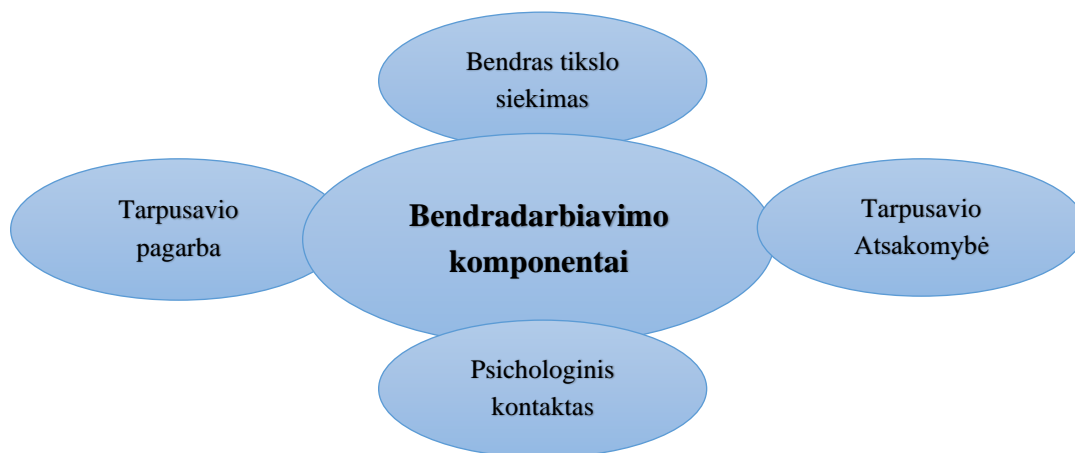 Bendras tikslo
siekimas
Tarpusavio
pagarba
Bendradarbiavimo
komponentai
Tarpusavio
Atsakomybė
Psichologinis
kontaktas